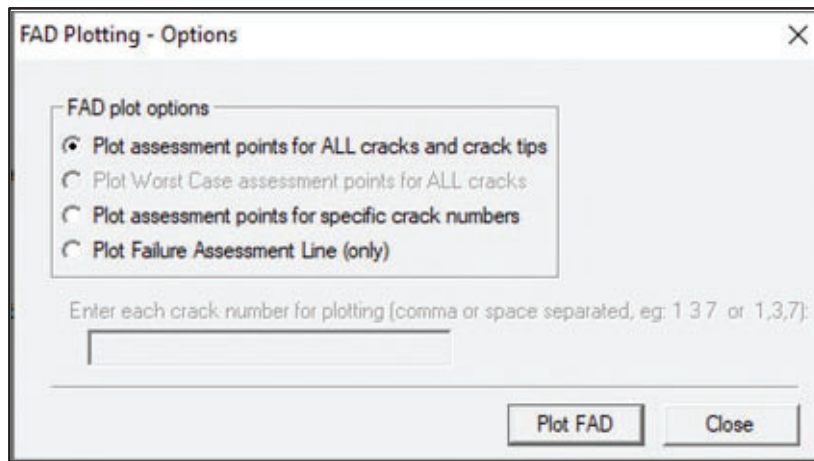 FAD Plotting - Options
FAD plot options
Plot assessment points for ALL cracks and crack tips
Plot Worst Case assessment points for ALL cracks
Plot assessment points for specific crack numbers
Plot Failure Assessment Line (only)
Enter each crack number for plotting (comma or space separated, eg: 1 3 7 or 1,3,7):
Plot FAD Close